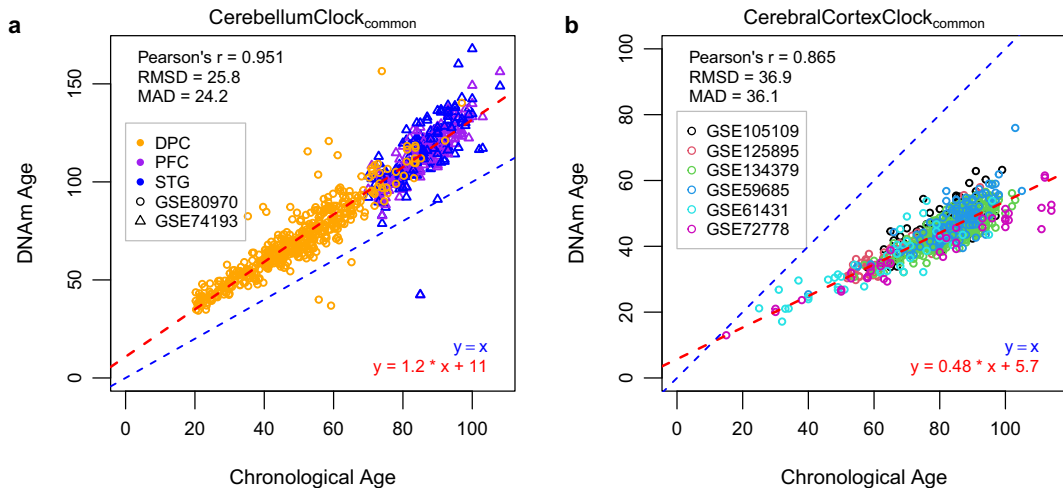 a
CerebellumClock_common
Pearson's r = 0.951
RMSD = 25.8
MAD = 24.2
DPC
PFC
STG
GSE80970
GSE74193
y = x
y = 1.2 * x + 11
0
50
100
150
DNAm Age
0
20
40
60
80
100
Chronological Age
b
CerebralCortexClock_common
Pearson's r = 0.865
RMSD = 36.9
MAD = 36.1
GSE105109
GSE125895
GSE134379
GSE59685
GSE61431
GSE72778
y = x
y = 0.48 * x + 5.7
0
20
40
60
80
100
DNAm Age
0
20
40
60
80
100
Chronological Age